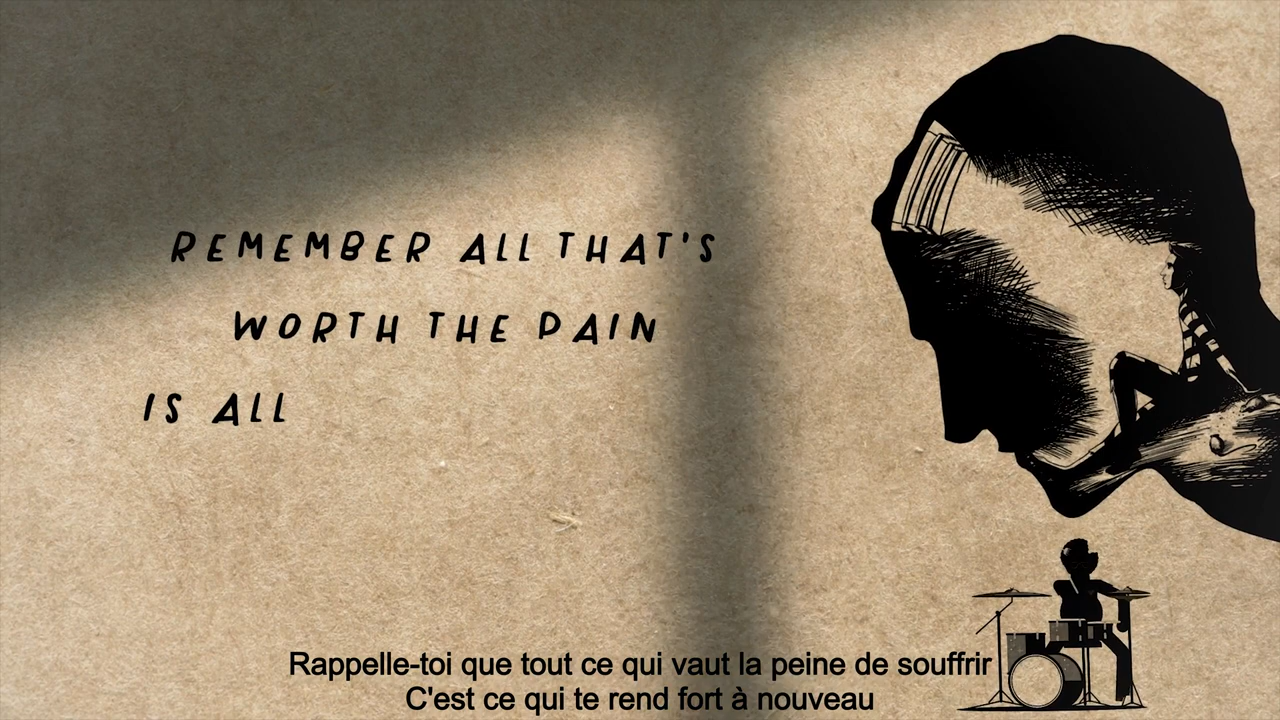 REMEMBER ALL THAT'S
WORTH THE PAIN
IS ALL
Rappelle-toi que tout ce qui vaut la peine de souffrir
C'est ce qui te rend fort à nouveau